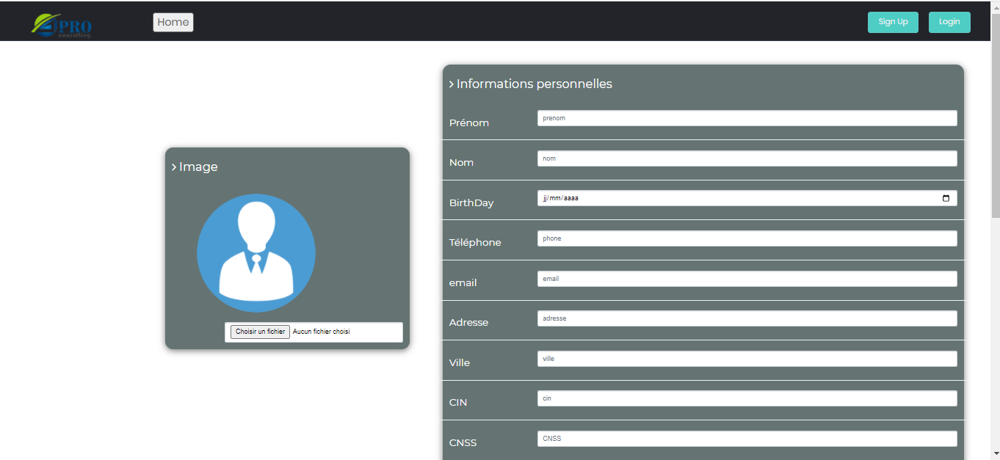 PRO
consulting
Home
Sign Up
Login
Image
Choisir un fichier Aucun fichier choisi
Informations personnelles
Prénom prenom
Nom nom
BirthDay jj/mm/aaaa
Téléphone phone
email email
Adresse adresse
Ville ville
CIN cin
CNSS CNSS